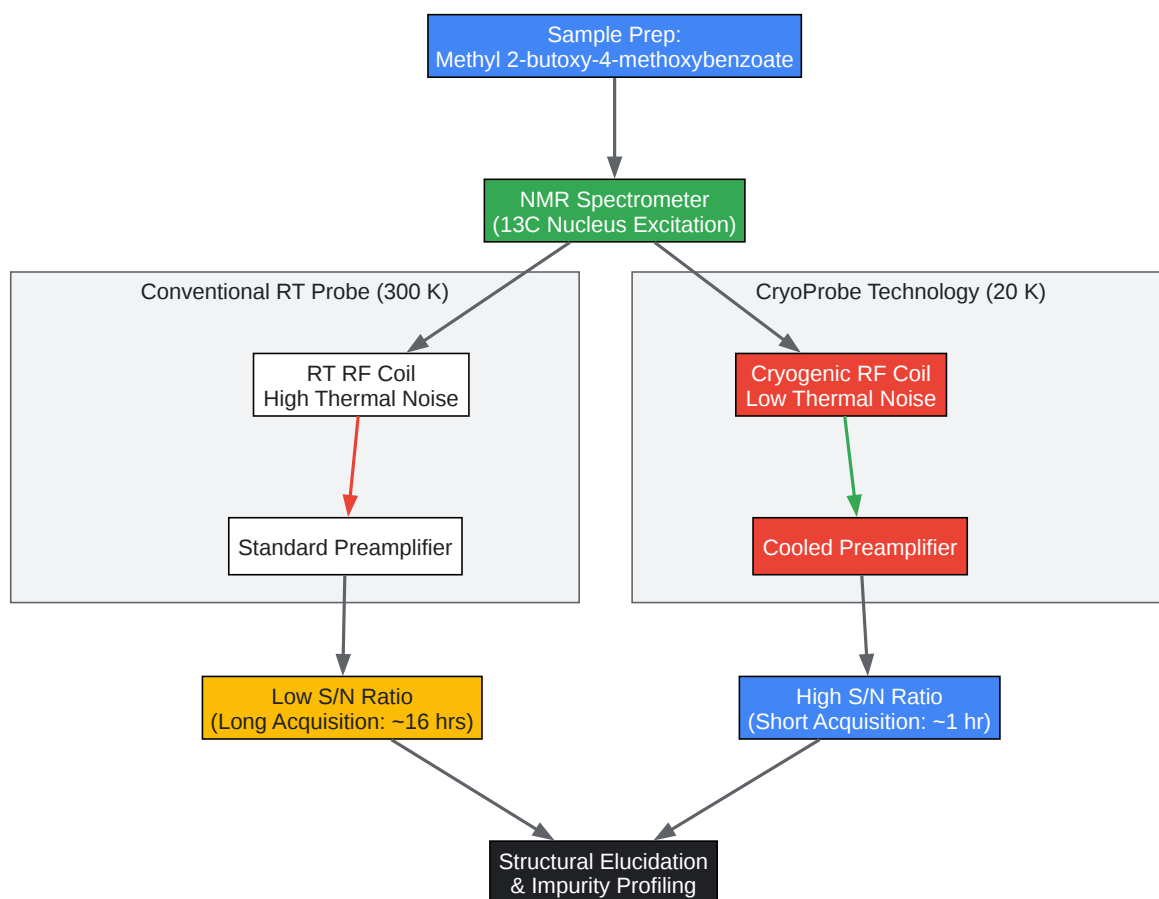 Sample Prep:
Methyl 2-butoxy-4-methoxybenzoate
NMR Spectrometer
(13C Nucleus Excitation)
Conventional RT Probe (300 K)
CryoProbe Technology (20 K)
RT RF Coil
High Thermal Noise
Cryogenic RF Coil
Low Thermal Noise
Standard Preamplifier
Cooled Preamplifier
Low S/N Ratio
(Long Acquisition: ~16 hrs)
High S/N Ratio
(Short Acquisition: ~1 hr)
Structural Elucidation
& Impurity Profiling